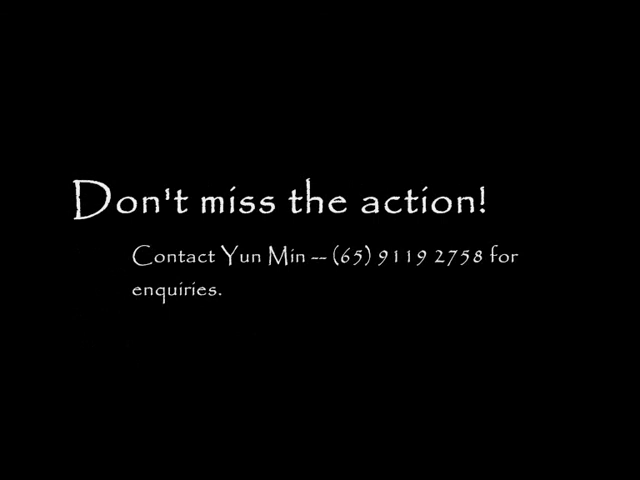 Don't miss the action!
Contact Yun Min -- (65) 9119 2758 for
enquiries.